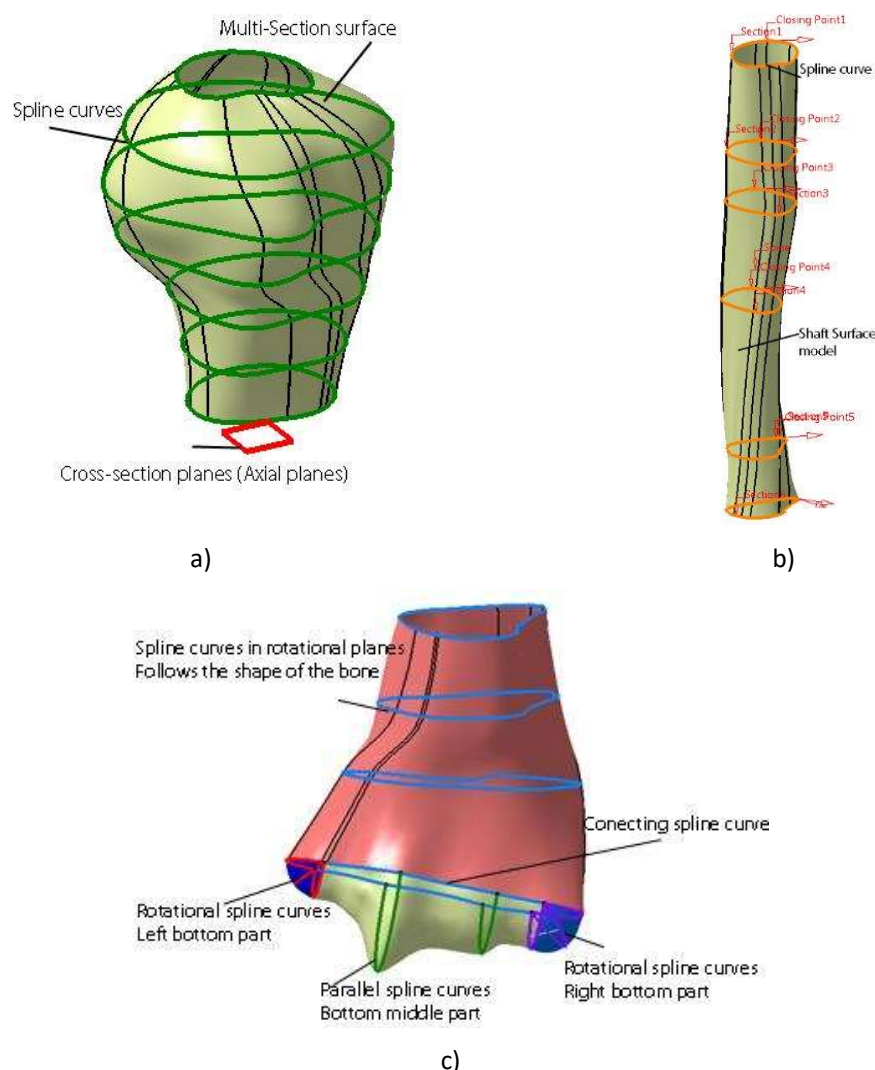 Multi-Section surface
Spline curves
Cross-section planes (Axial planes)
a)
Closing Point1
Section1
Spline curve
Closing Point2
Section2
Closing Point3
Section3
Spine
Closing Point4
Shaft Surface
model
Closing Point5
b)
Spline curves in rotational planes
Follows the shape of the bone
Conecting spline curve
Rotational spline curves
Left bottom part
Parallel spline curves
Bottom middle part
Rotational spline curves
Right bottom part
c)